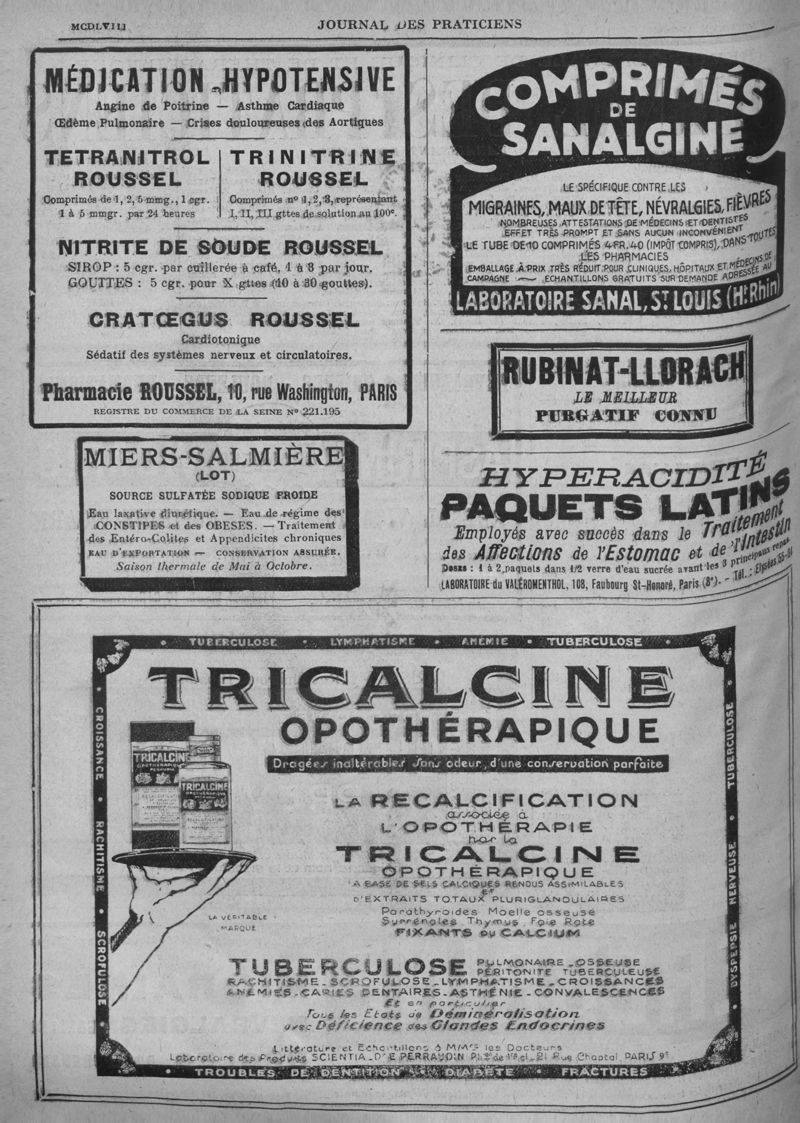 MCDLVIII
JOURNAL DES PRATICIENS
MÉDICATION HYPOTENSIVE
Angine de Poitrine — Asthme Cardiaque
Œdème Pulmonaire — Crises douloureuses des Aortiques
TETRANITROL
ROUSSEL
Comprimés de 1, 2, 5 mmg., 1 cgr.
1 à 5 mmgr. par 24 heures
TRINITRINE
ROUSSEL
Comprimés nos 1, 2, 3, représentant
I, II, III gttes de solution au 100e.
NITRITE DE SOUDE ROUSSEL
SIROP : 5 cgr. par cuillerée à café, 1 à 3 par jour.
GOUTTES : 5 cgr. pour X gttes (10 à 30 gouttes).
CRATŒGUS ROUSSEL
Cardiotonique
Sédatif des systèmes nerveux et circulatoires.
Pharmacie ROUSSEL, 10, rue Washington, PARIS
REGISTRE DU COMMERCE DE LA SEINE No 221.195
MIERS-SALMIÈRE
(LOT)
SOURCE SULFATÉE SODIQUE FROIDE
Eau laxative diurétique. — Eau de régime des
CONSTIPES et des OBESES. — Traitement
des Entéro-Colites et Appendicites chroniques
EAU D'EXPORTATION — CONSERVATION ASSURÉE.
Saison thermale de Mai à Octobre.
COMPRIMÉS
DE
SANALGINE
LE SPÉCIFIQUE CONTRE LES
MIGRAINES, MAUX DE TÊTE, NÉVRALGIES, FIÈVRES
NOMBREUSES ATTESTATIONS DE MÉDECINS ET DENTISTES
EFFET TRÈS PROMPT ET SANS AUCUN INCONVÉNIENT
LE TUBE DE 10 COMPRIMÉS 4 FR. 40 (IMPÔT COMPRIS), DANS TOUTES
LES PHARMACIES
EMBALLAGE À PRIX TRÈS RÉDUIT POUR CLINIQUES, HÔPITAUX ET MÉDECINS DE
CAMPAGNE — ÉCHANTILLONS GRATUITS SUR DEMANDE ADRESSÉE AU
LABORATOIRE SANAL, ST LOUIS (Ht Rhin)
RUBINAT-LLORACH
LE MEILLEUR
PURGATIF CONNU
HYPERACIDITÉ
PAQUETS LATINS
Employés avec succès dans le Traitement
des Affections de l'Estomac et de l'Intestin
DOSES : 1 à 2 paquets dans 1/2 verre d'eau sucrée avant les 3 principaux repas
LABORATOIRE du VALÉROMENTHOL, 108, Faubourg St-Honoré, Paris (8e). — Tél. : Elysées
TUBERCULOSE • LYMPHATISME • ANÉMIE • TUBERCULOSE
CROISSANCE • RACHITISME • SCROFULOSE
TUBERCULOSE • DYSPEPSIE NERVEUSE
TRICALCINE
OPOTHÉRAPIQUE
Dragées inaltérables sans odeur, d'une conservation parfaite
TRICALCINE
OPOTHÉRAPIQUE
TRICALCINE
OPOTHÉRAPIQUE
LA VÉRITABLE
MARQUE
LA RECALCIFICATION
associée à
L'OPOTHÉRAPIE
par la
TRICALCINE
OPOTHÉRAPIQUE
A BASE DE SELS CALCIQUES RENDUS ASSIMILABLES
ET
D'EXTRAITS TOTAUX PLURIGLANDULAIRES
Parathyroides Moelle osseuse
Surrénales Thymus Foie Rate
FIXANTS DU CALCIUM
TUBERCULOSE PULMONAIRE - OSSEUSE
PÉRITONITE TUBERCULEUSE
RACHITISME - SCROFULOSE - LYMPHATISME - CROISSANCES
ANÉMIES - CARIES DENTAIRES - ASTHÉNIE - CONVALESCENCES
Et en particulier
Tous les Etats de Déminéralisation
avec Déficience des Glandes Endocrines
Littérature et Echantillons à MMrs les Docteurs
Laboratoire des Produits SCIENTIA - Dr E. PERRAUDIN Ph. de 1re Cl. 21 Rue Chaptal PARIS 9e
TROUBLES DE DENTITION • DIABÈTE • FRACTURES